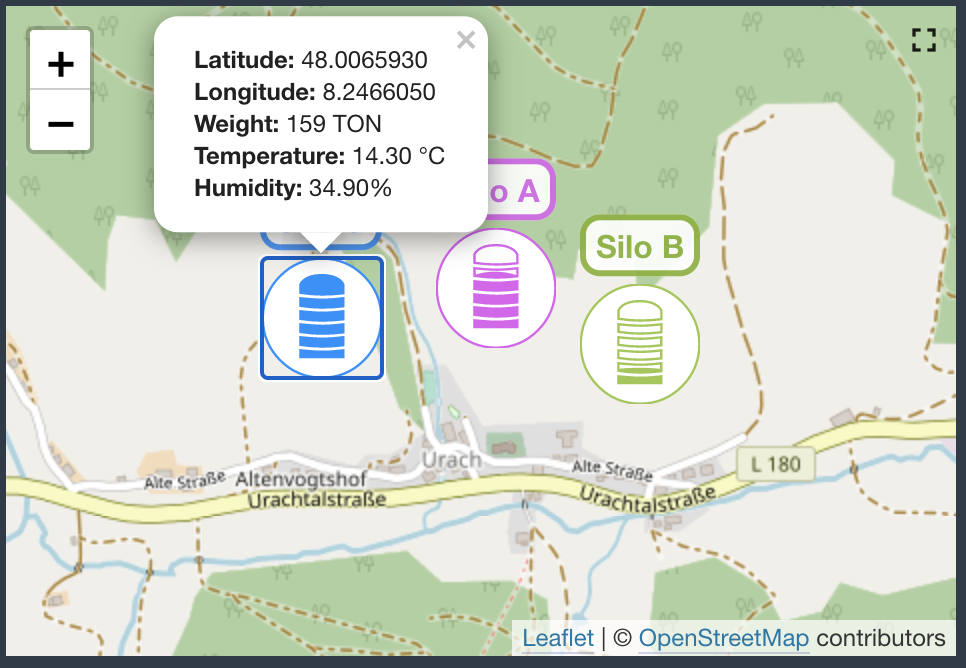 +
−
×
Latitude: 48.0065930
Longitude: 8.2466050
Weight: 159 TON
Temperature: 14.30 °C
Humidity: 34.90%
o A
Silo B
Urach
L 180
Alte Straße
Alte Straße
Altenvogtshof
Urachtalstraße
Urachtalstraße
Leaflet | © OpenStreetMap contributors